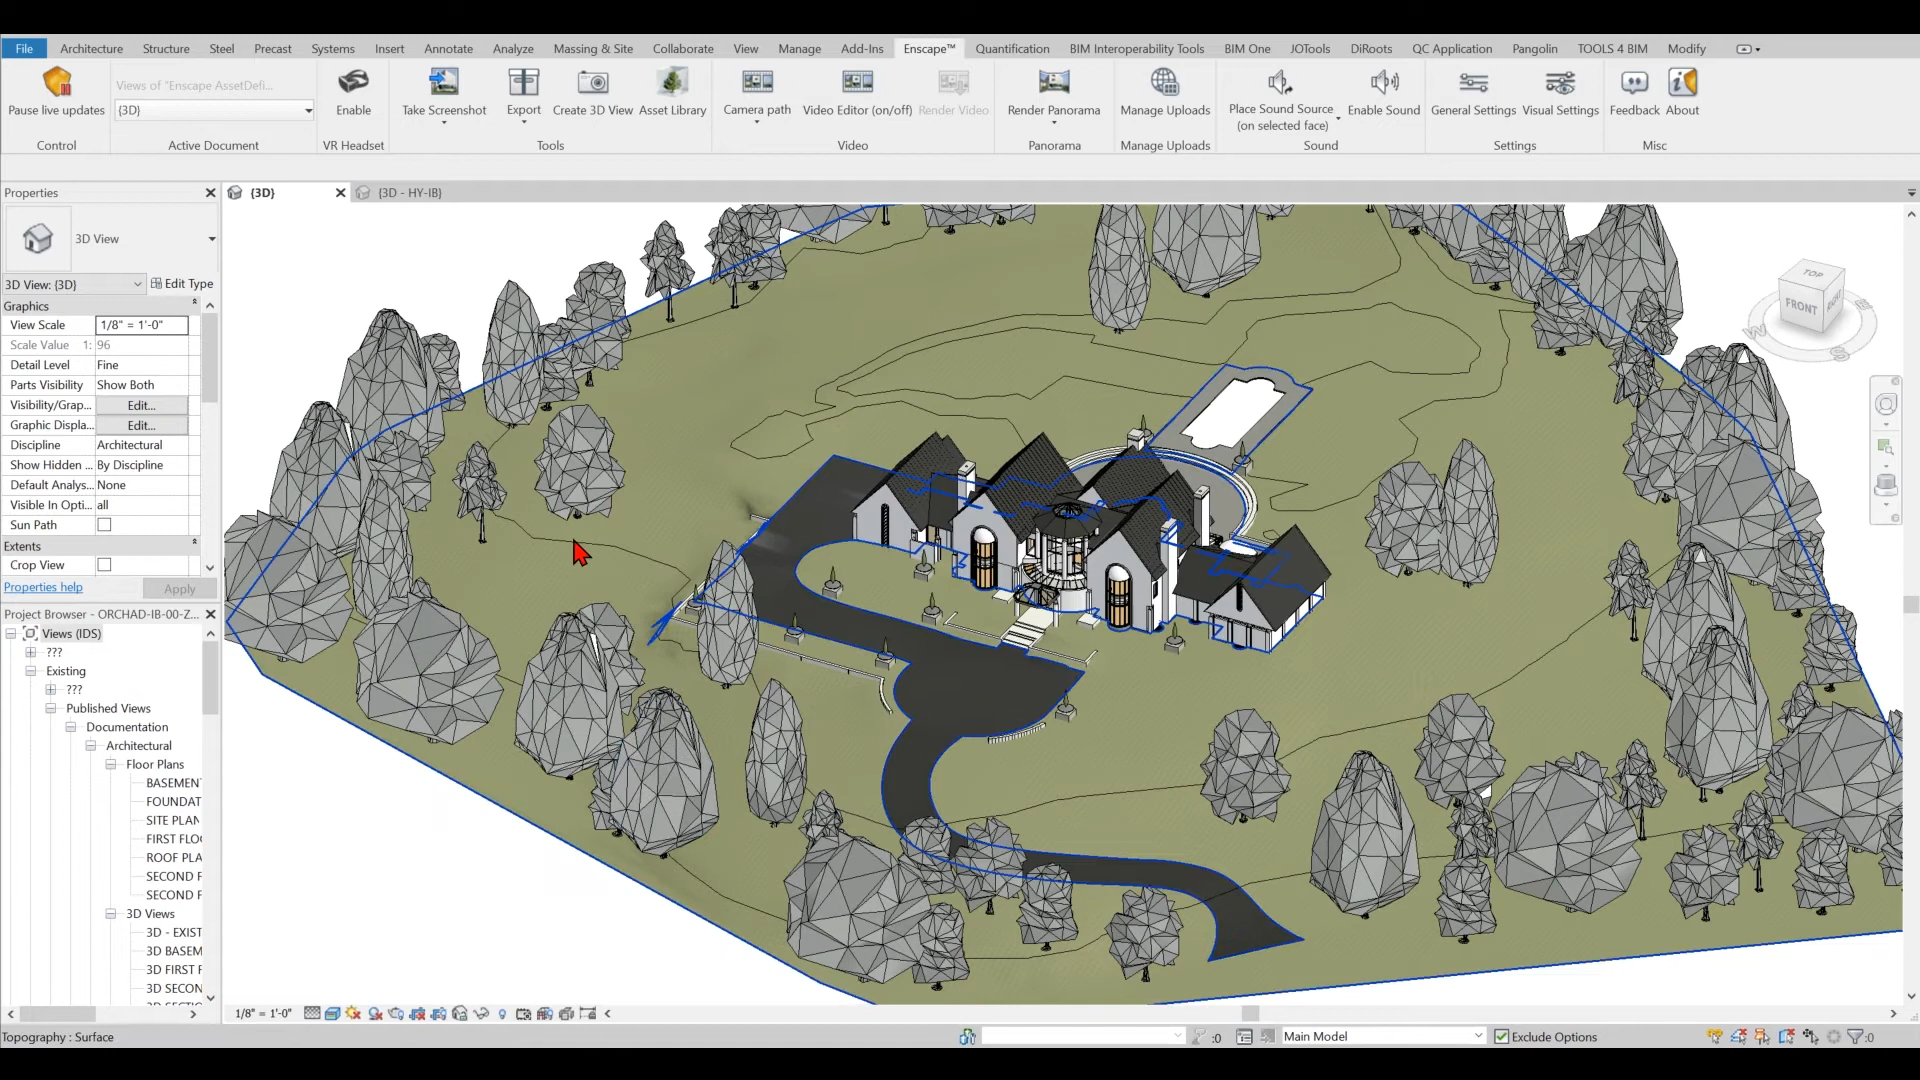 File Architecture Structure Steel Precast Systems Insert Annotate Analyze Massing & Site Collaborate View Manage Add-Ins Enscape™ Quantification BIM Interoperability Tools BIM One JOTools DiRoots QC Application Pangolin TOOLS 4 BIM Modify
Views of "Enscape AssetDefi...
{3D}
Pause live updates Enable Take Screenshot Export Create 3D View Asset Library Camera path Video Editor (on/off) Render Video Render Panorama Manage Uploads Place Sound Source Enable Sound General Settings Visual Settings Feedback About
(on selected face)
Control Active Document VR Headset Tools Video Panorama Manage Uploads Sound Settings Misc
Properties
{3D} {3D - HY-IB}
3D View
3D View: {3D} Edit Type
Graphics
View Scale 1/8" = 1'-0"
Scale Value 1: 96
Detail Level Fine
Parts Visibility Show Both
Visibility/Grap... Edit...
Graphic Displa... Edit...
Discipline Architectural
Show Hidden ... By Discipline
Default Analys... None
Visible In Opti... all
Sun Path
Extents
Crop View
Properties help Apply
Project Browser - ORCHAD-IB-00-Z...
Views (IDS)
???
Existing
???
Published Views
Documentation
Architectural
Floor Plans
BASEMENT
FOUNDAT
SITE PLAN
FIRST FLO
ROOF PLA
SECOND F
SECOND F
3D Views
3D - EXIST
3D BASEM
3D FIRST F
3D SECON
TOP
FRONT
W
S
1/8" = 1'-0"
Topography : Surface
:0
Main Model
Exclude Options
:0